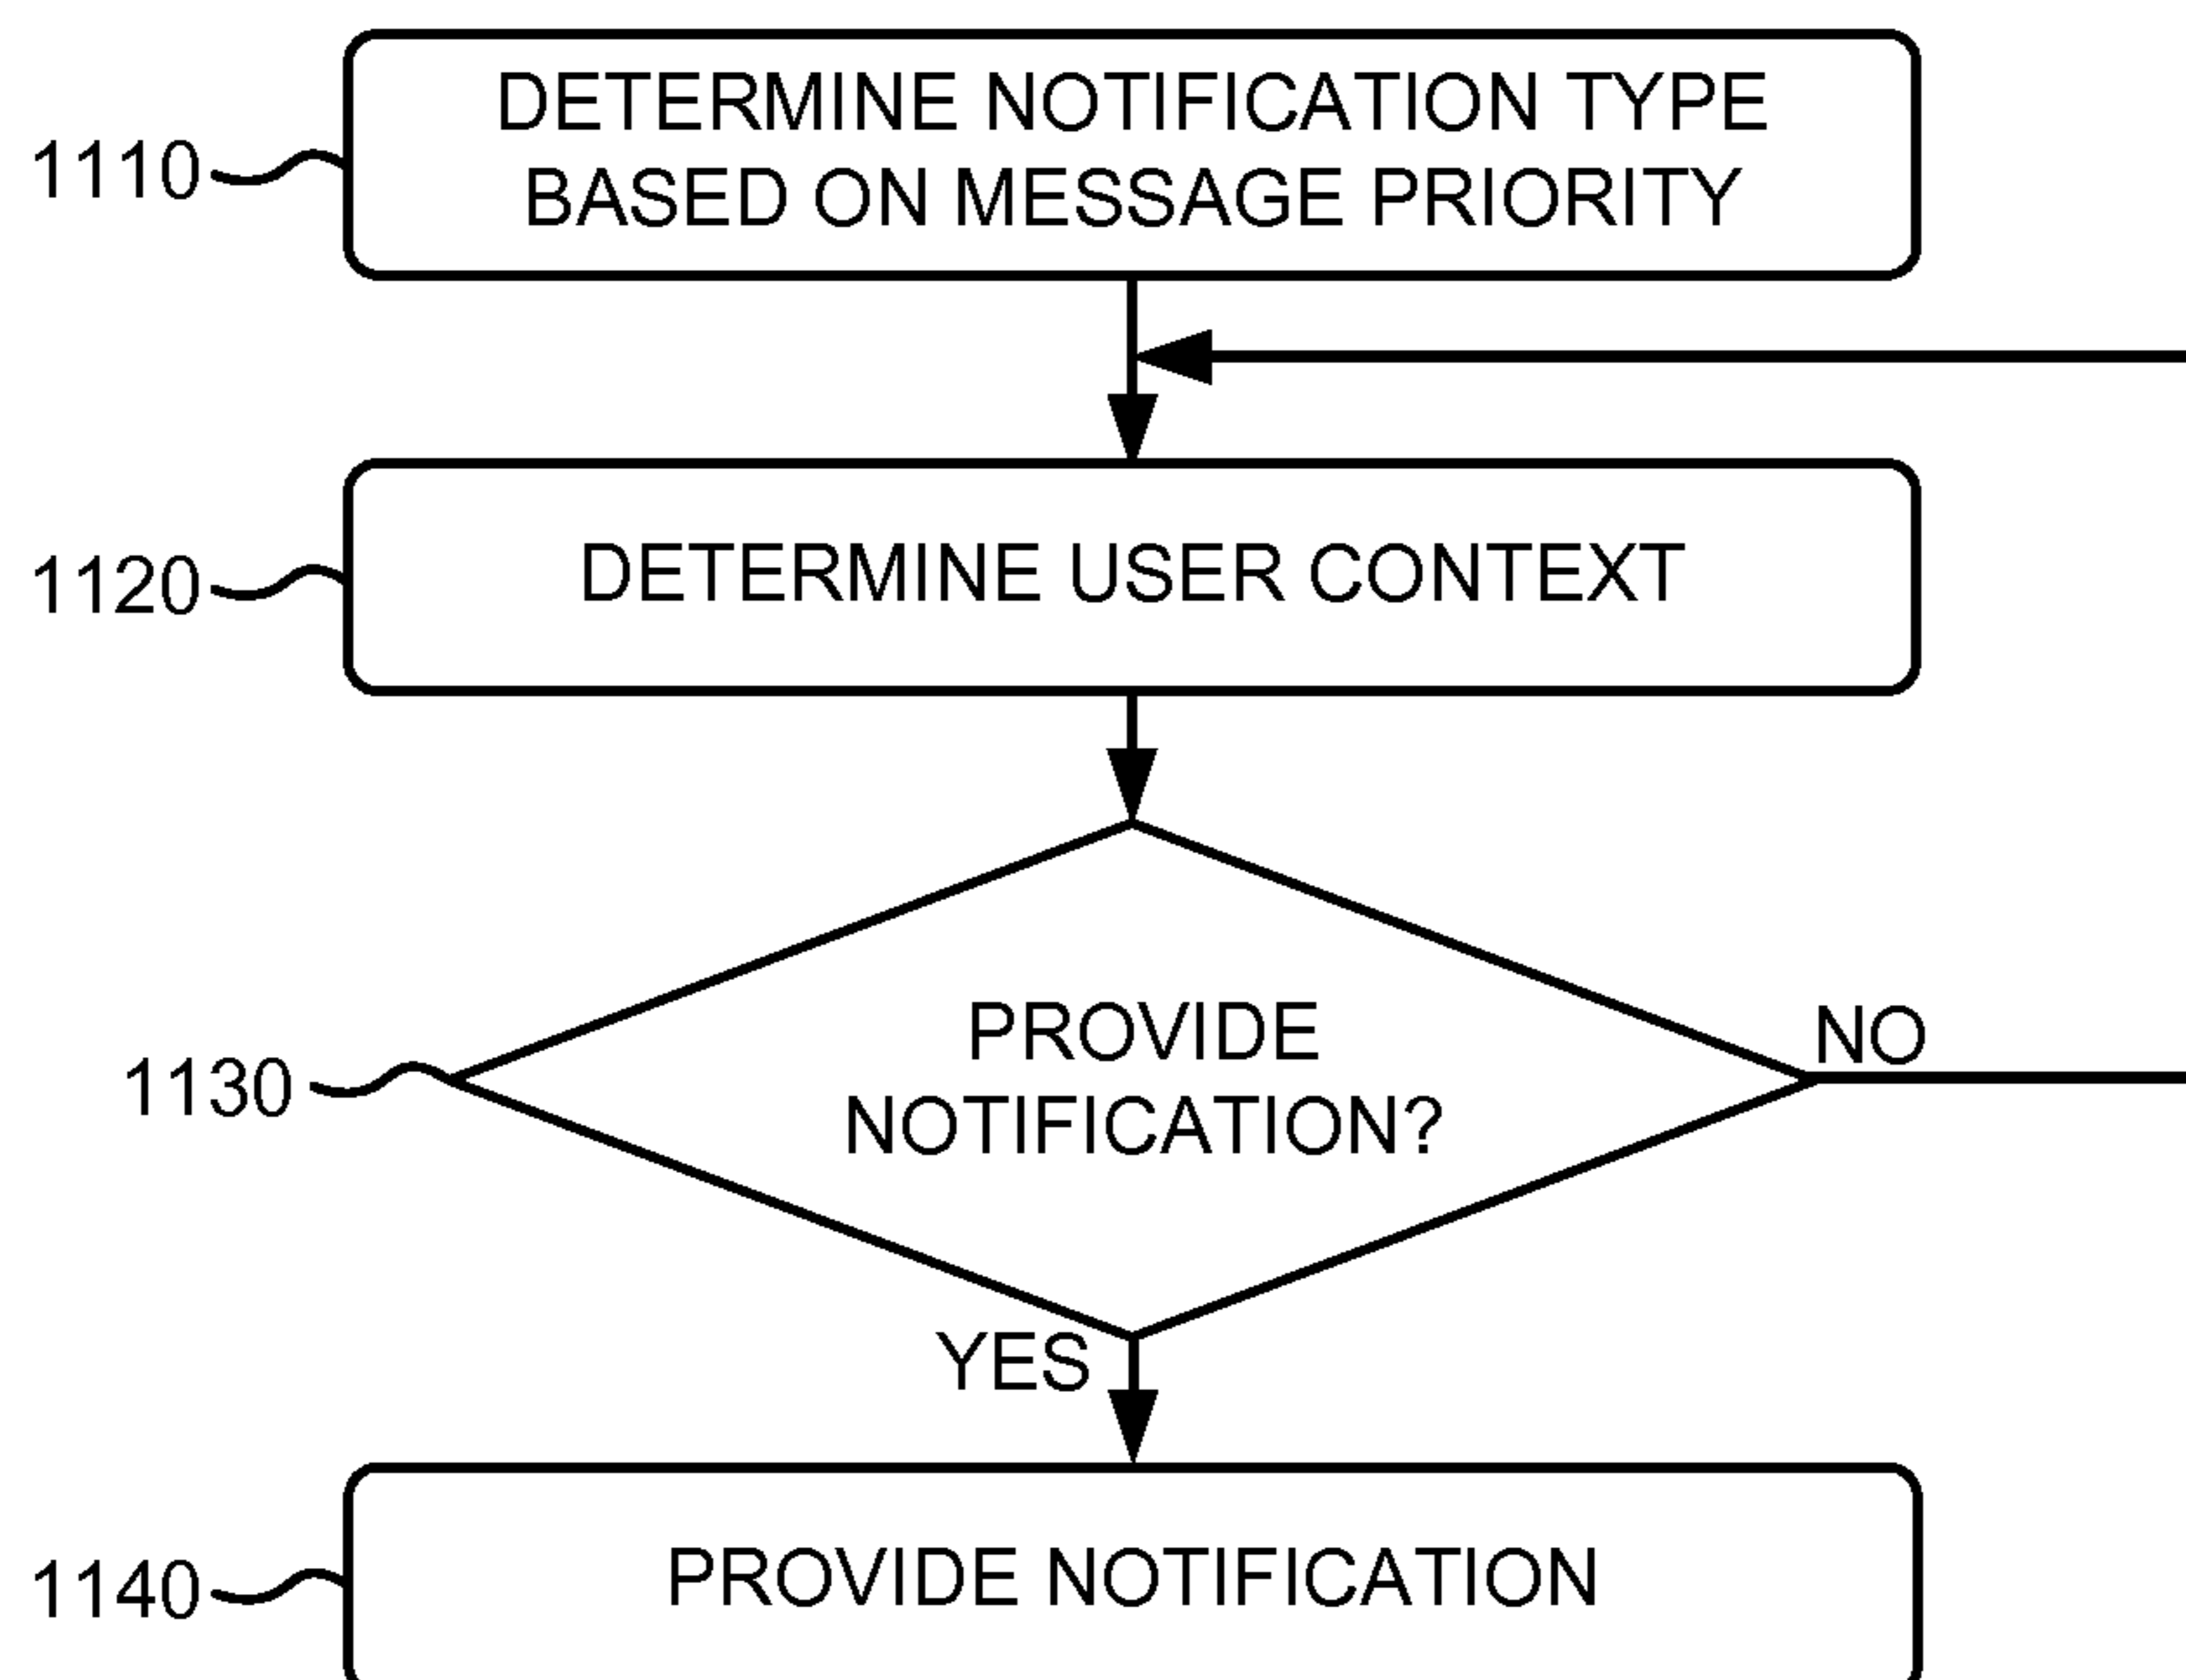 DETERMINE NOTIFICATION TYPE
BASED ON MESSAGE PRIORITY
1110
DETERMINE USER CONTEXT
1120
PROVIDE
NOTIFICATION?
NO
1130
YES
PROVIDE NOTIFICATION
1140